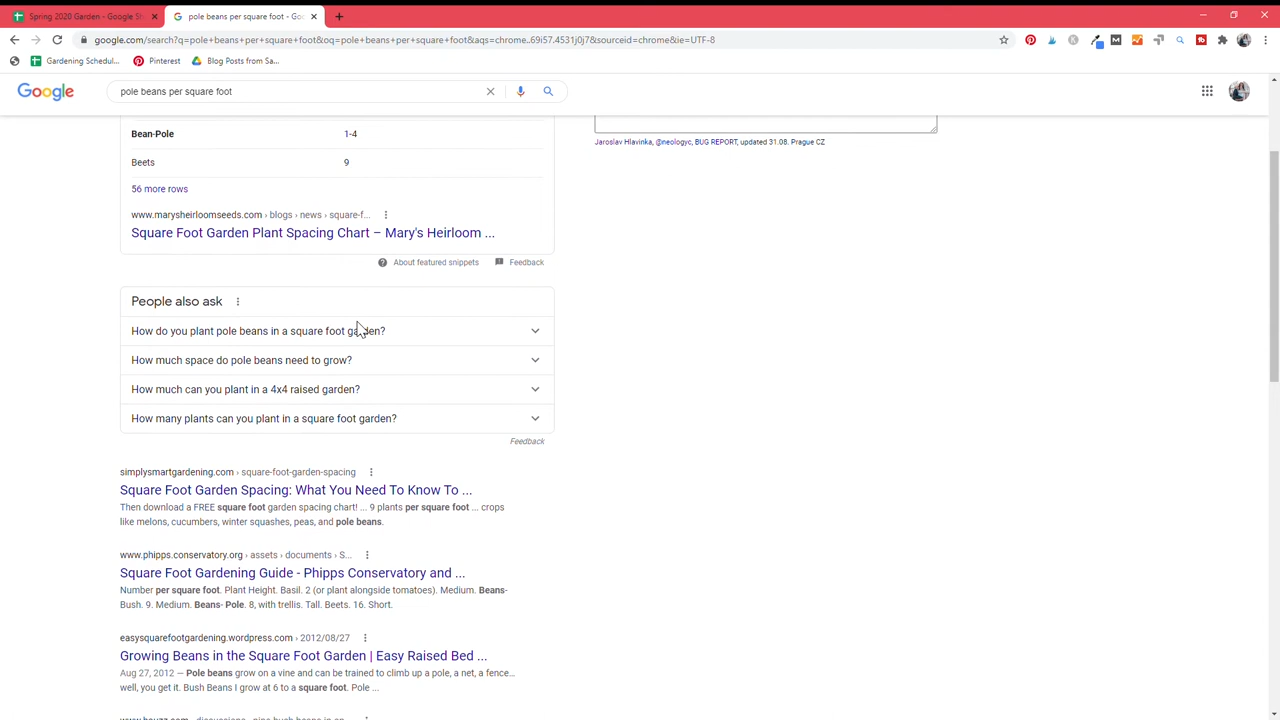 Spring 2020 Garden - Google Sh
pole beans per square foot - Goo
google.com/search?q=pole+beans+per+square+foot&oq=pole+beans+per+square+foot&aqs=chrome..69i57.4531j0j7&sourceid=chrome&ie=UTF-8
Gardening Schedul...
Pinterest
Blog Posts from Sa...
Google
pole beans per square foot
Bean-Pole 1-4
Jaroslav Hlavinka, @neologyc, BUG REPORT, updated 31.08. Prague CZ
Beets 9
56 more rows
www.marysheirloomseeds.com › blogs › news › square-f...
Square Foot Garden Plant Spacing Chart – Mary's Heirloom ...
About featured snippets Feedback
People also ask
How do you plant pole beans in a square foot garden?
How much space do pole beans need to grow?
How much can you plant in a 4x4 raised garden?
How many plants can you plant in a square foot garden?
Feedback
simplysmartgardening.com › square-foot-garden-spacing
Square Foot Garden Spacing: What You Need To Know To ...
Then download a FREE square foot garden spacing chart! ... 9 plants per square foot ... crops
like melons, cucumbers, winter squashes, peas, and pole beans.
www.phipps.conservatory.org › assets › documents › S...
Square Foot Gardening Guide - Phipps Conservatory and ...
Number per square foot. Plant Height. Basil. 2 (or plant alongside tomatoes). Medium. Beans-
Bush. 9. Medium. Beans- Pole. 8, with trellis. Tall. Beets. 16. Short.
easysquarefootgardening.wordpress.com › 2012/08/27
Growing Beans in the Square Foot Garden | Easy Raised Bed ...
Aug 27, 2012 — Pole beans grow on a vine and can be trained to climb up a pole, a net, a fence...
well, you get it. Bush Beans I grow at 6 to a square foot. Pole ...